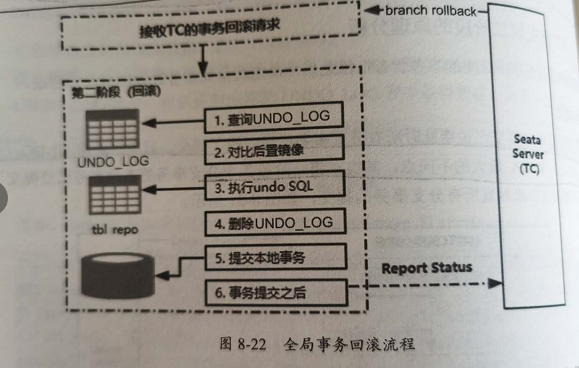 接收TC的事务回滚请求
branch rollback
第二阶段 (回滚)
1. 查询UNDO_LOG
UNDO_LOG
2. 对比后置镜像
3. 执行undo SQL
tbl repo
4. 删除UNDO_LOG
5. 提交本地事务
6. 事务提交之后
Report Status
Seata
Server
(TC)
图 8-22 全局事务回滚流程